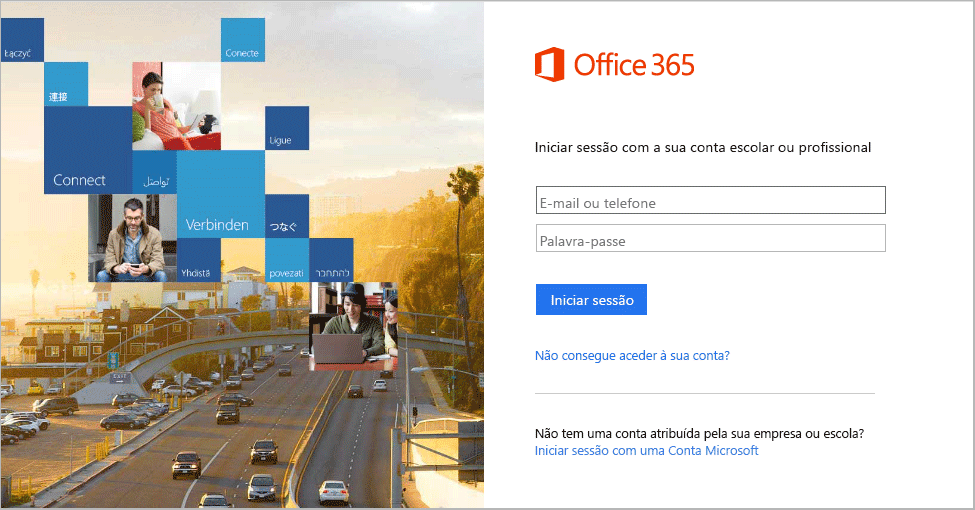 Łączyć
Conecte
連接
Ligue
Connect
تواصَل
Verbinden
つなぐ
Yhdistä
povezati
להתחבר
EXIT
Office 365
Iniciar sessão com a sua conta escolar ou profissional
E-mail ou telefone
Palavra-passe
Iniciar sessão
Não consegue aceder à sua conta?
Não tem uma conta atribuída pela sua empresa ou escola?
Iniciar sessão com uma Conta Microsoft